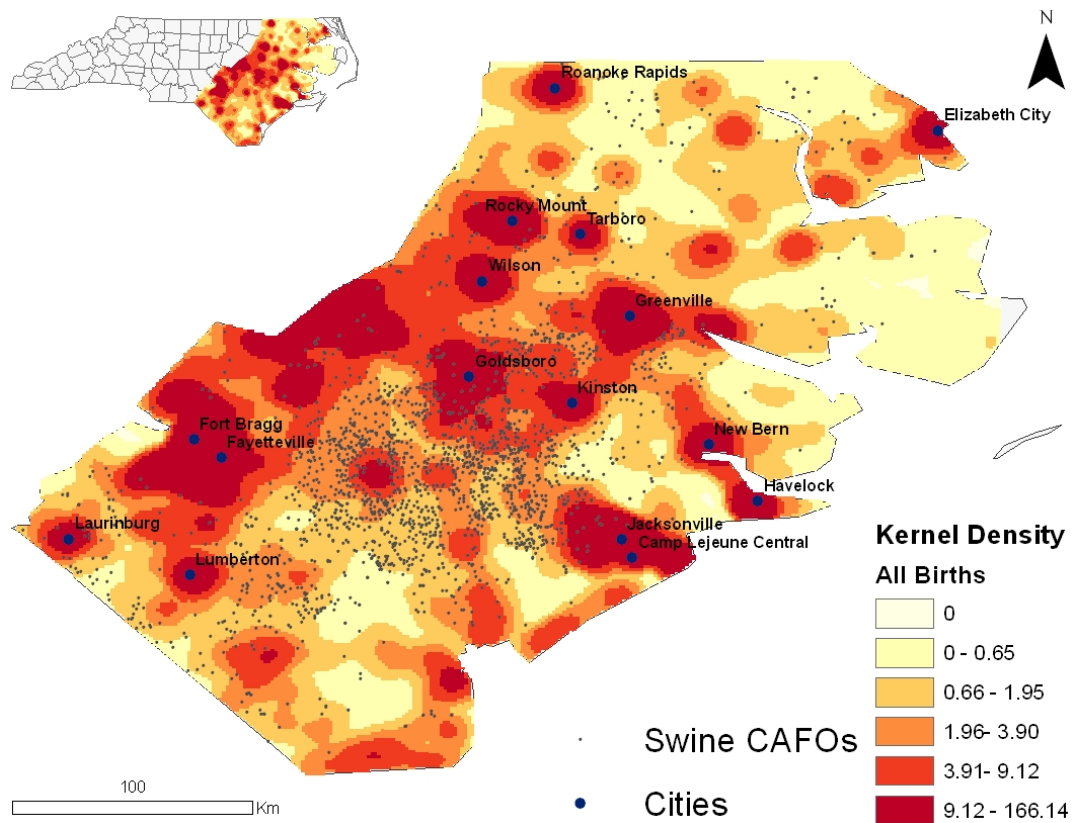 N
Roanoke Rapids
Elizabeth City
Rocky Mount
Tarboro
Wilson
Greenville
Goldsboro
Kinston
Fort Bragg
Fayetteville
New Bern
Havelock
Laurinburg
Jacksonville
Camp Lejeune Central
Lumberton
Kernel Density
All Births
0
0 - 0.65
0.66 - 1.95
1.96- 3.90
3.91- 9.12
9.12 - 166.14
Swine CAFOs
Cities
100
Km